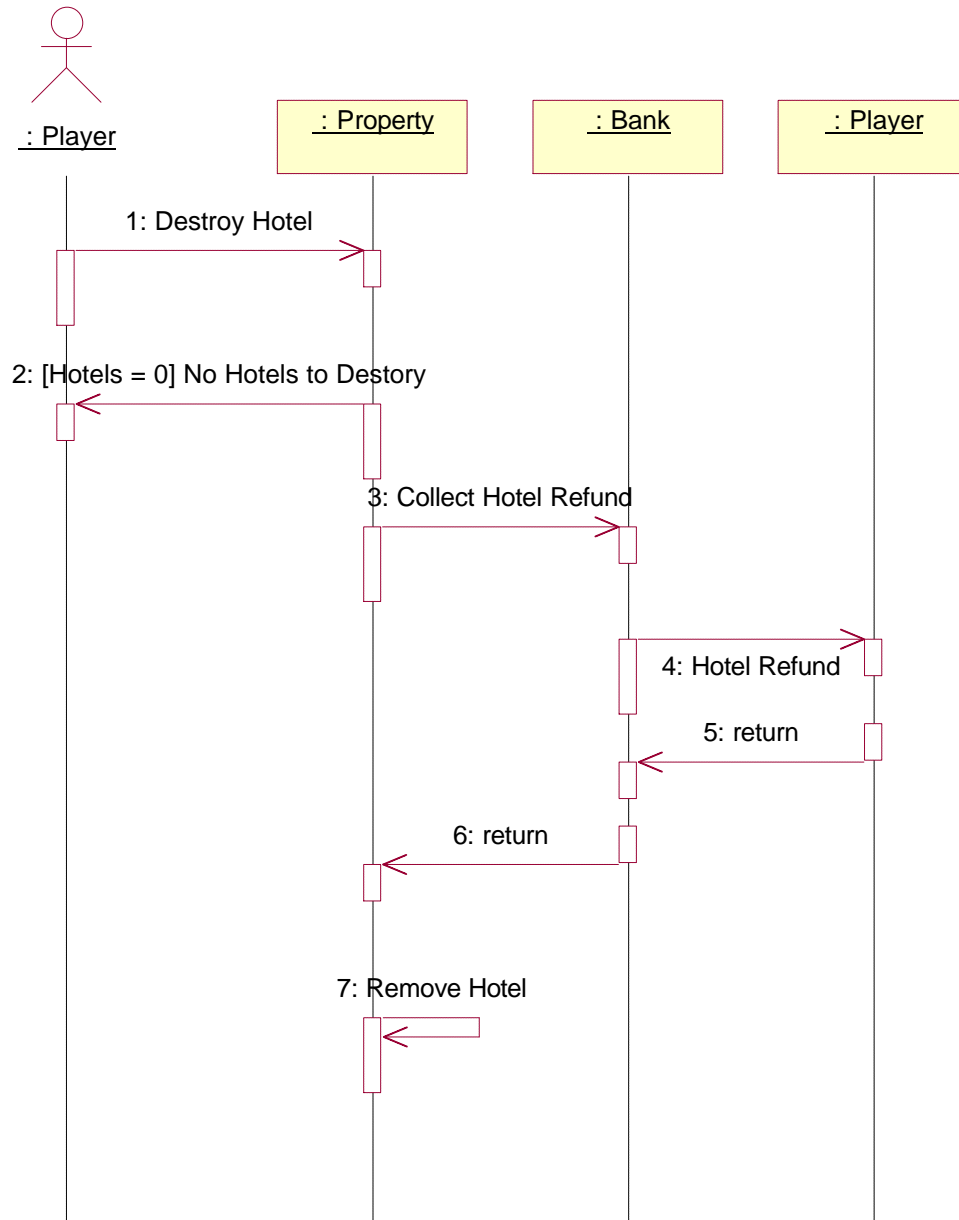 : Player
: Property
: Bank
: Player
1: Destroy Hotel
2: [Hotels = 0] No Hotels to Destory
3: Collect Hotel Refund
4: Hotel Refund
5: return
6: return
7: Remove Hotel